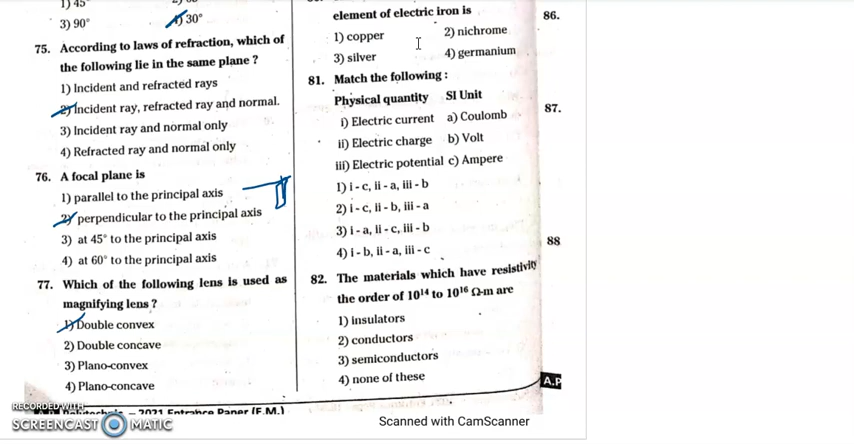 1) 45°
3) 90°
4) 30°
75. According to laws of refraction, which of
the following lie in the same plane ?
1) Incident and refracted rays
2) Incident ray, refracted ray and normal.
3) Incident ray and normal only
4) Refracted ray and normal only
76. A focal plane is
1) parallel to the principal axis
2) perpendicular to the principal axis
3) at 45° to the principal axis
4) at 60° to the principal axis
77. Which of the following lens is used as
magnifying lens ?
1) Double convex
2) Double concave
3) Plano-convex
4) Plano-concave
2021 Entrance Paper (E.M.)
element of electric iron is
1) copper 2) nichrome
3) silver 4) germanium
81. Match the following :
Physical quantity SI Unit
i) Electric current a) Coulomb
ii) Electric charge b) Volt
iii) Electric potential c) Ampere
1) i - c, ii - a, iii - b
2) i - c, ii - b, iii - a
3) i - a, ii - c, iii - b
4) i - b, ii - a, iii - c
82. The materials which have resistivity
the order of 10¹⁴ to 10¹⁶ Ω-m are
1) insulators
2) conductors
3) semiconductors
4) none of these
86.
87.
88
A.P
Scanned with CamScanner
RECORDED WITH
SCREENCAST MATIC